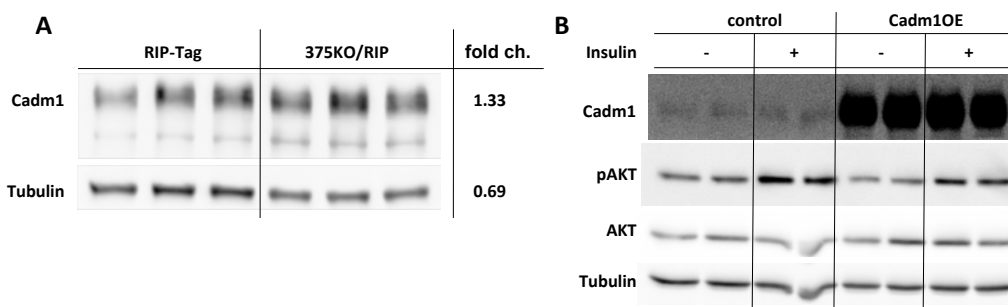 A
RIP-Tag 375KO/RIP fold ch.
Cadm1 1.33
Tubulin 0.69
B
control Cadm1OE
Insulin - + - +
Cadm1
pAKT
AKT
Tubulin